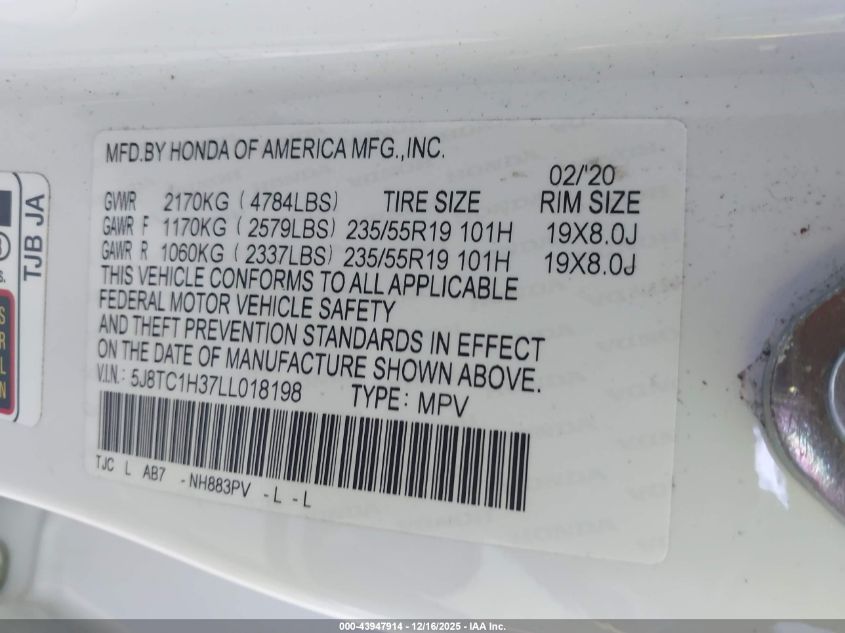 MFD.BY HONDA OF AMERICA MFG.,INC.
02/'20
GVWR 2170KG ( 4784LBS) TIRE SIZE RIM SIZE
GAWR F 1170KG ( 2579LBS) 235/55R19 101H 19X8.0J
GAWR R 1060KG ( 2337LBS) 235/55R19 101H 19X8.0J
THIS VEHICLE CONFORMS TO ALL APPLICABLE
FEDERAL MOTOR VEHICLE SAFETY
AND THEFT PREVENTION STANDARDS IN EFFECT
ON THE DATE OF MANUFACTURE SHOWN ABOVE.
V.I.N.: 5J8TC1H37LL018198 TYPE: MPV
TJC L AB7 -NH883PV -L -L
TJB JA
000-43947914 - 12/16/2025 - IAA Inc.